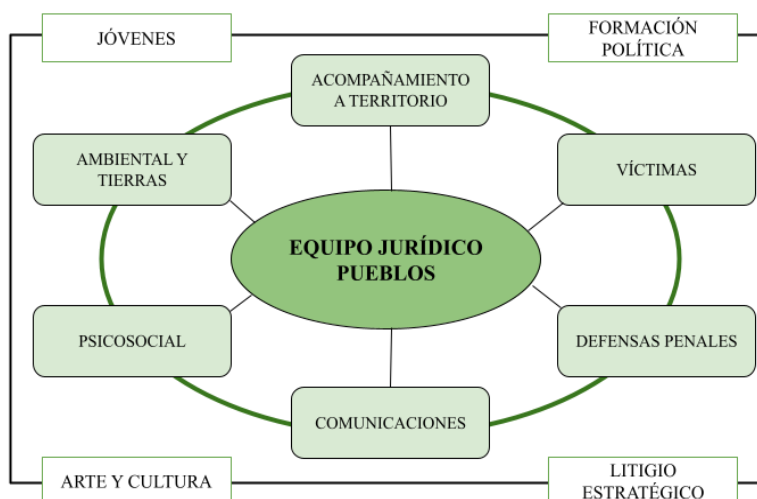 JÓVENES
FORMACIÓN
POLÍTICA
ACOMPAÑAMIENTO
A TERRITORIO
AMBIENTAL Y
TIERRAS
VÍCTIMAS
EQUIPO JURÍDICO
PUEBLOS
PSICOSOCIAL
DEFENSAS PENALES
COMUNICACIONES
ARTE Y CULTURA
LITIGIO
ESTRATÉGICO